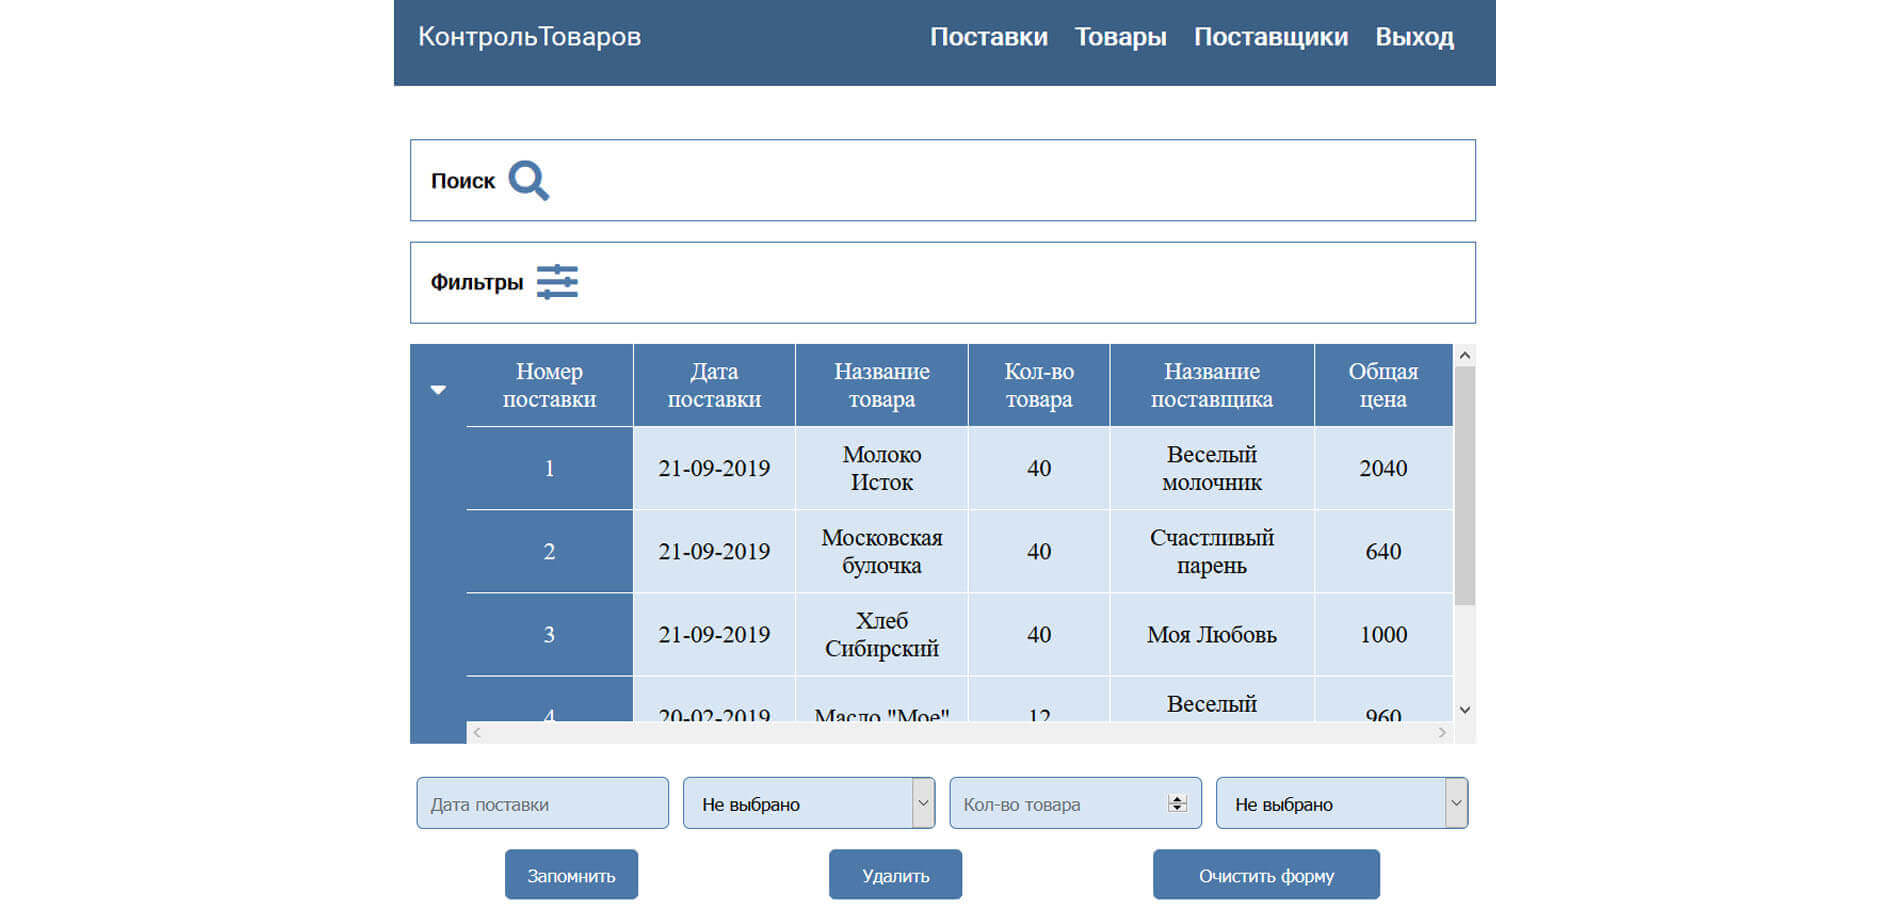 КонтрольТоваров Поставки Товары Поставщики Выход
Поиск
Фильтры
Номер поставки Дата поставки Название товара Кол-во товара Название поставщика Общая цена
1 21-09-2019 Молоко Исток 40 Веселый молочник 2040
2 21-09-2019 Московская булочка 40 Счастливый парень 640
3 21-09-2019 Хлеб Сибирский 40 Моя Любовь 1000
4 20-02-2019 Масло "Мое" 12 Веселый 960
Дата поставки Не выбрано Кол-во товара Не выбрано
Запомнить Удалить Очистить форму